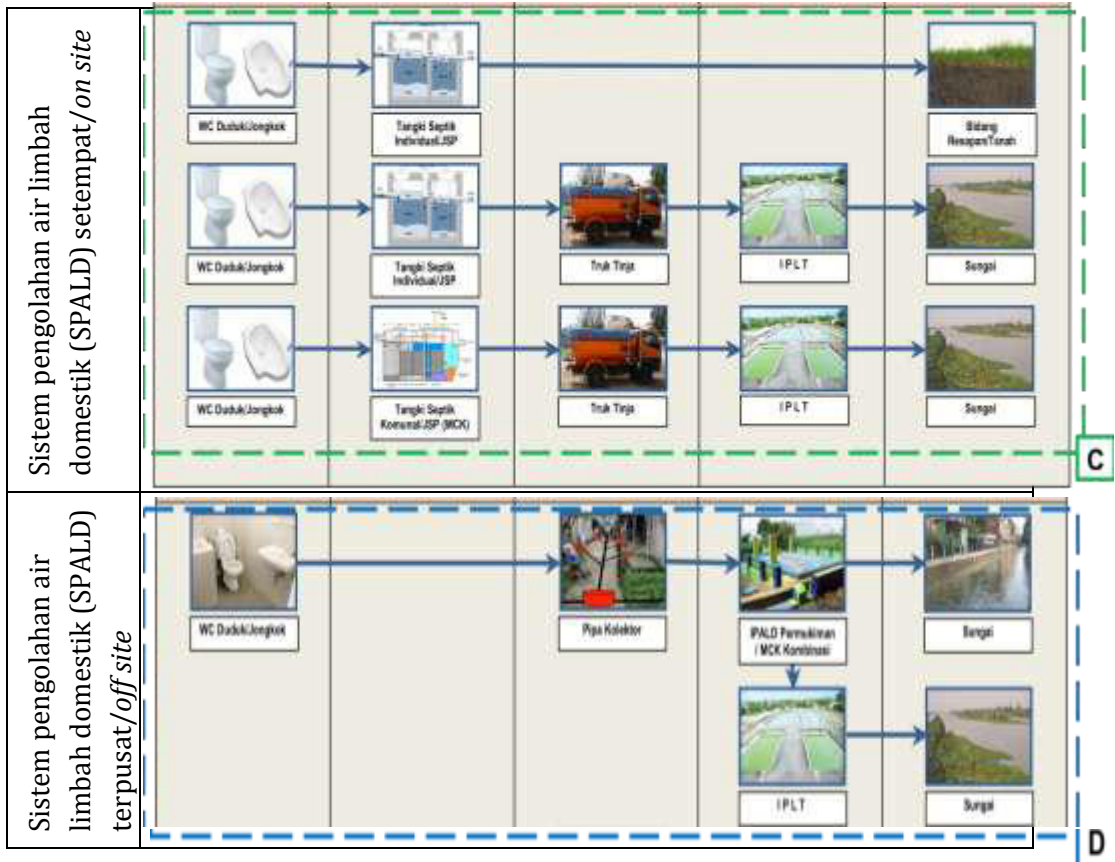 Sistem pengolahan air limbah
domestik (SPALD) setempat/on site
WC Duduk/Jongkok
Tangki Septik
Individual/JSP
Bidang
Resapan/Tanah
WC Duduk/Jongkok
Tangki Septik
Individual/JSP
Truk Tinja
I P L T
Sungai
WC Duduk/Jongkok
Tangki Septik
Komunal/JSP (MCK)
Truk Tinja
I P L T
Sungai
C
Sistem pengolahan air
limbah domestik (SPALD)
terpusat/off site
WC Duduk/Jongkok
Pipa Kolektor
IPALD Permukiman
/ MCK Kombinasi
Sungai
I P L T
Sungai
D